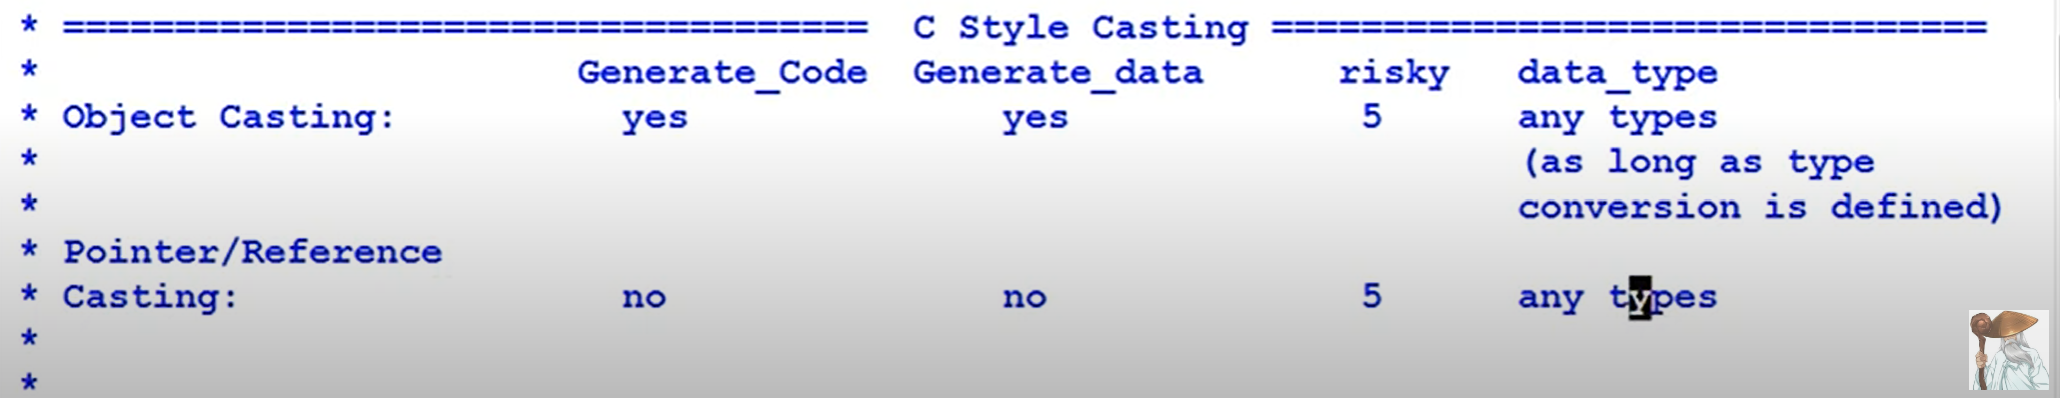 * ==================================== C Style Casting ================================
* Generate_Code Generate_data risky data_type
* Object Casting: yes yes 5 any types
* (as long as type
* conversion is defined)
* Pointer/Reference
* Casting: no no 5 any types
*
*